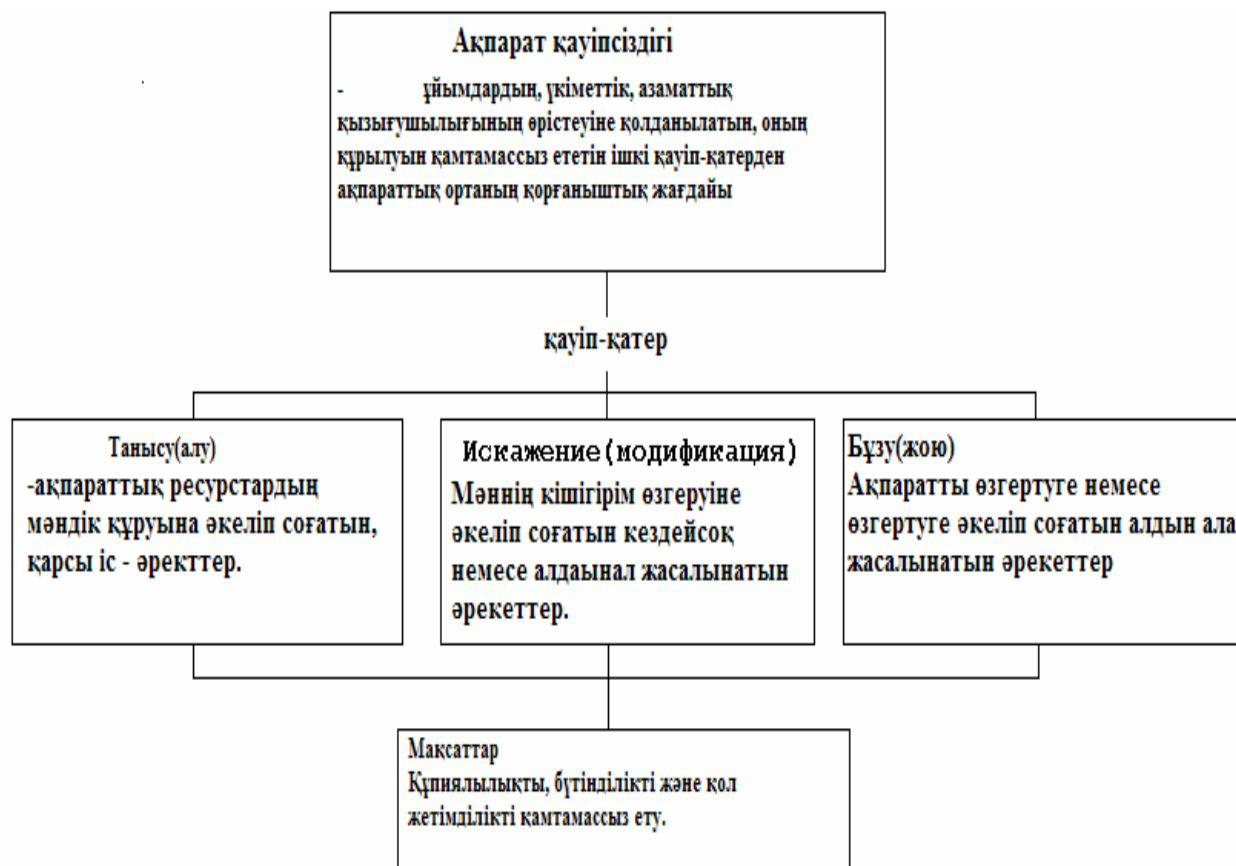 Ақпарат қауіпсіздігі
- ұйымдардың, үкіметтік, азаматтық
қызығушылығының өрістеуіне қолданылатын, оның
құрылуын қамтамассыз ететін ішкі қауіп-қатерден
ақпараттық ортаның қорғаныштық жағдайы
қауіп-қатер
Танысу(алу)
-ақпараттық ресурстардың
мәндік құруына әкеліп соғатын,
қарсы іс - әректтер.
Искажение(модификация)
Мәннің кішігірім өзгеруіне
әкеліп соғатын кездейсоқ
немесе алдаынал жасалынатын
әрекеттер.
Бұзу(жою)
Ақпаратты өзгертуге немесе
өзгертуге әкеліп соғатын алдын ала
жасалынатын әрекеттер
Мақсаттар
Құпиялылықты, бүтінділікті және қол
жетімділікті қамтамассыз ету.